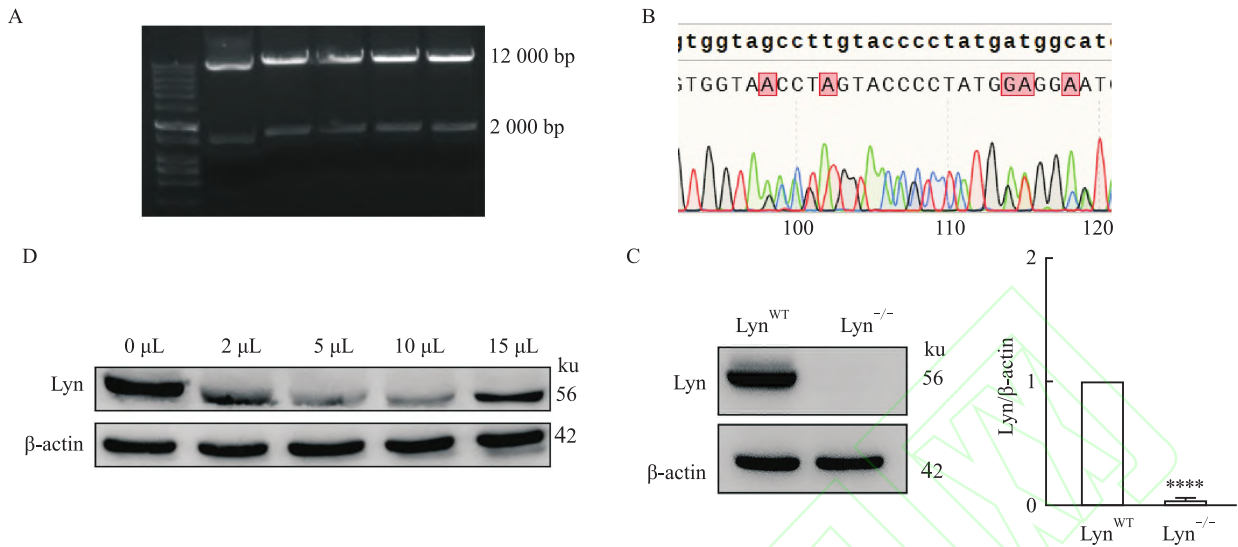 A
12 000 bp
2 000 bp
B
gtggtagccttgtacccctatgatggcat
GTGGTAACCTAGTACCCCTATGGAGGAAT
100 110 120
D
0 μL 2 μL 5 μL 10 μL 15 μL
ku
Lyn
56
β-actin
42
C
Lyn^WT Lyn^−/−
ku
Lyn
56
β-actin
42
2
1
0
Lyn/β-actin
****
Lyn^WT Lyn^−/−